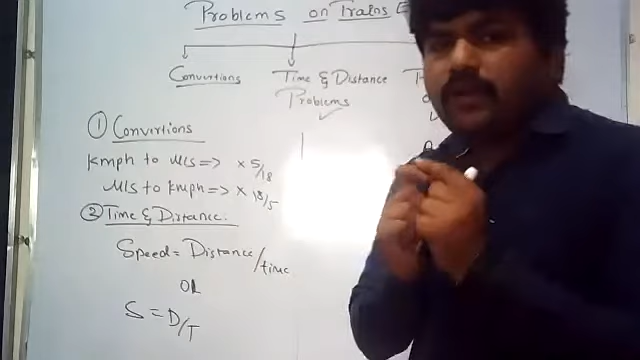 Problems on Trains
Convertions Time & Distance
Problems
① Convertions
Kmph to M/S => × 5/18
M/S to Kmph => × 18/5
② Time & Distance:
Speed = Distance/time
OR
S = D/T